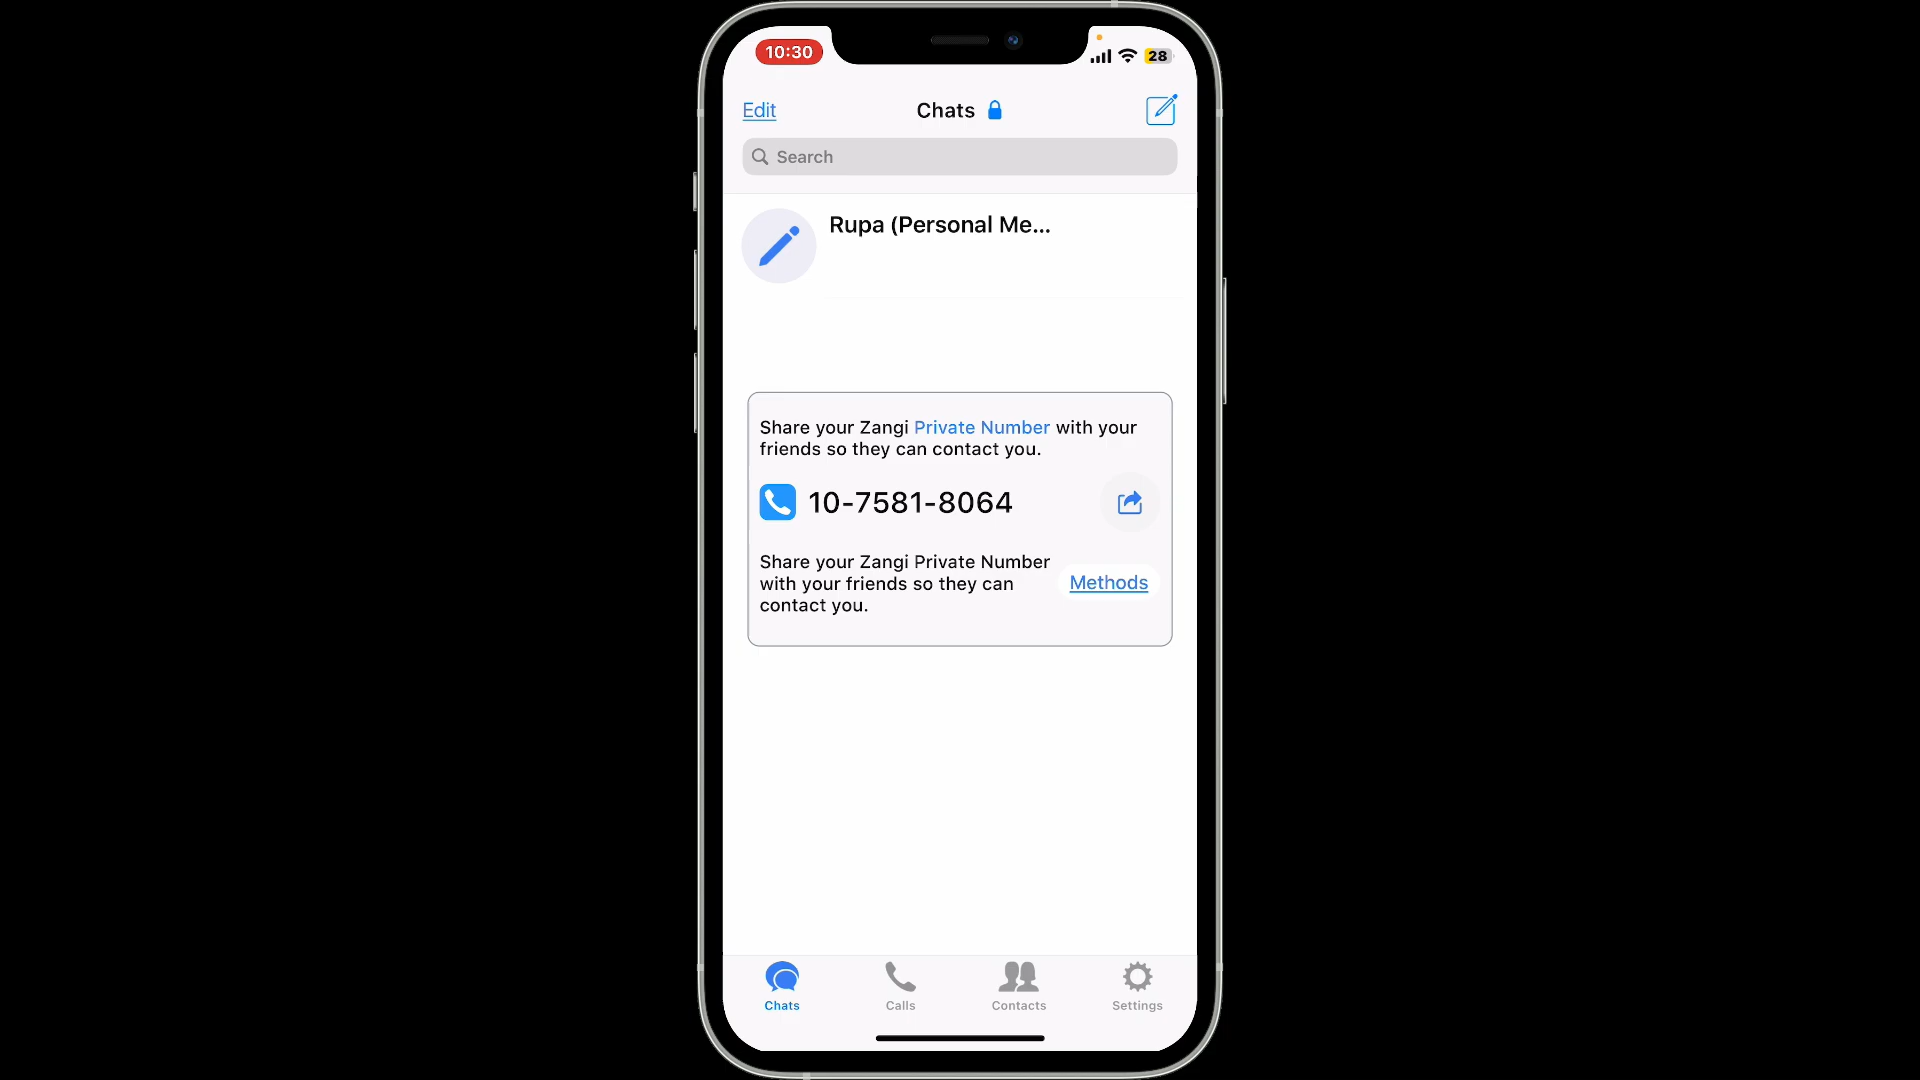 10:30
28
Edit
Chats
Search
Rupa (Personal Me...
Share your Zangi Private Number with your
friends so they can contact you.
10-7581-8064
Share your Zangi Private Number
with your friends so they can
contact you.
Methods
Chats
Calls
Contacts
Settings